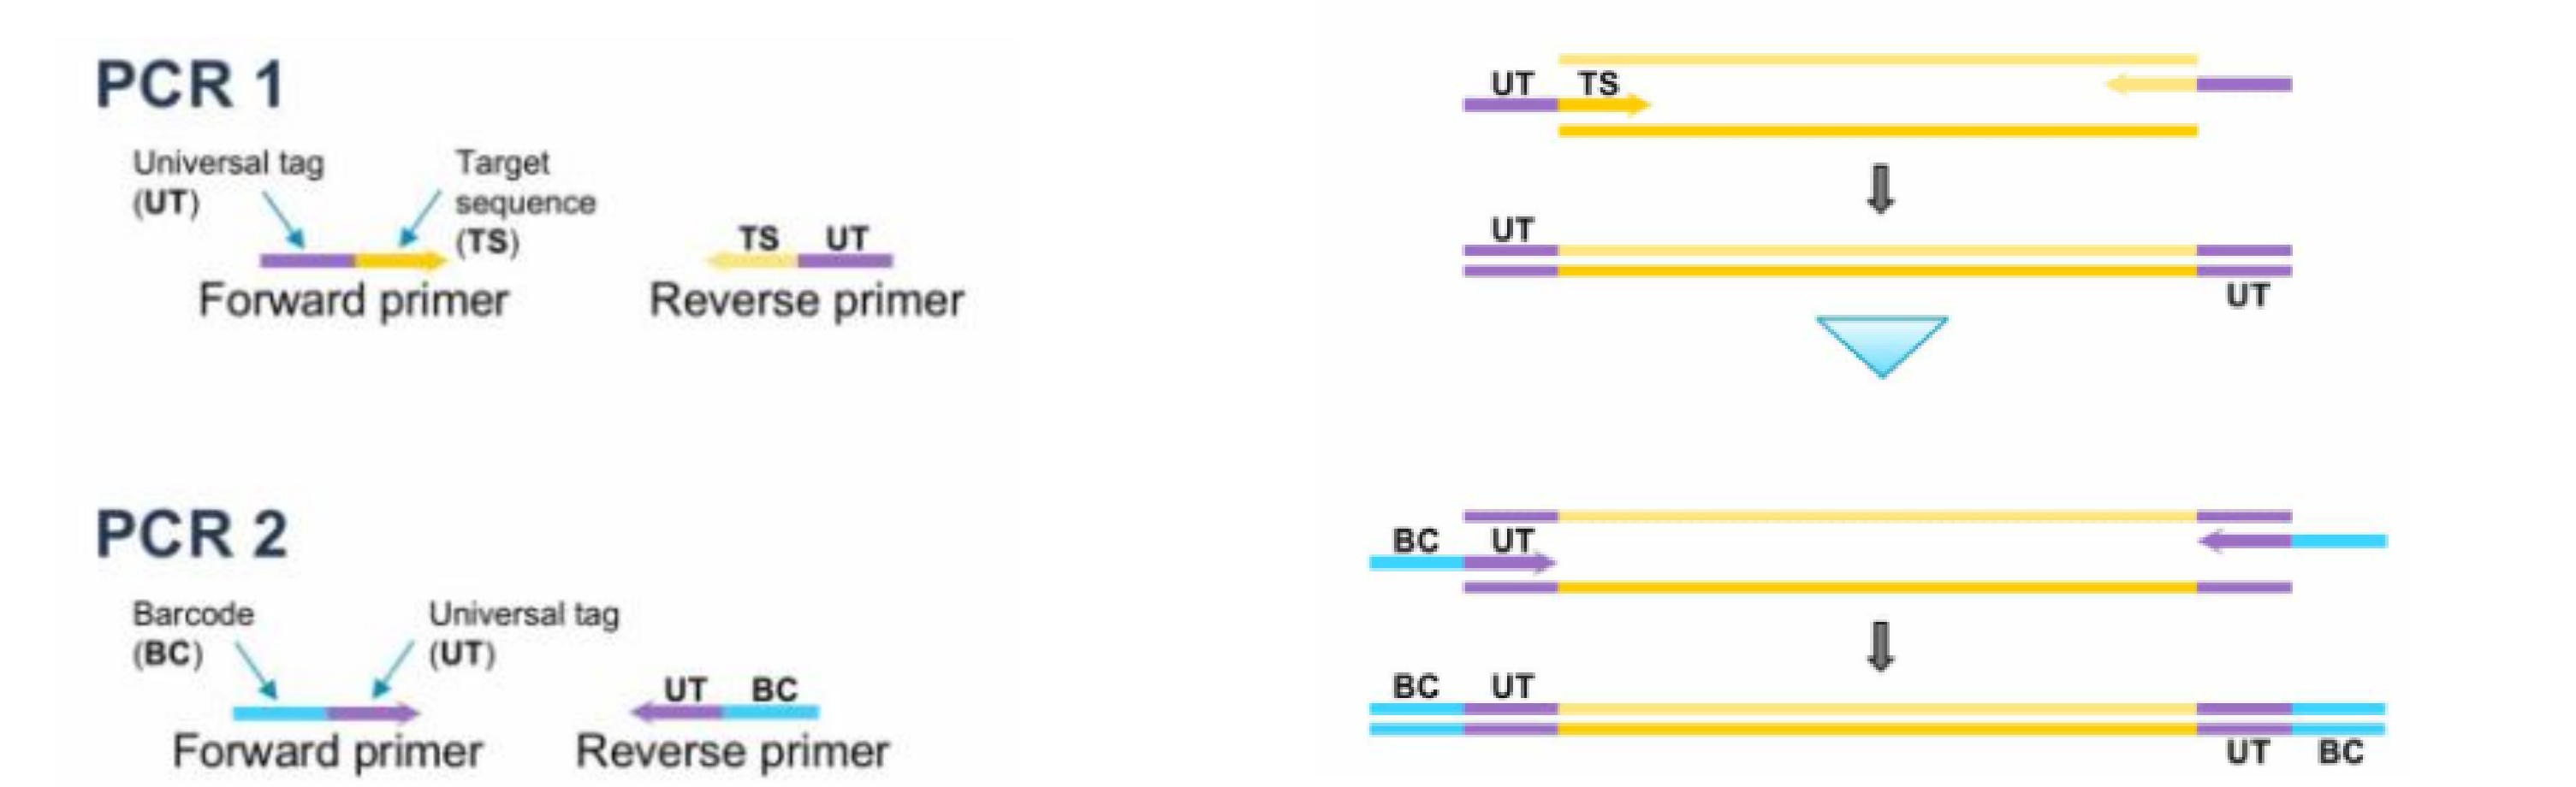 PCR 1
Universal tag
(UT)
Target
sequence
(TS)
Forward primer
TS UT
Reverse primer
UT TS
UT
UT
PCR 2
Barcode
(BC)
Universal tag
(UT)
Forward primer
UT BC
Reverse primer
BC UT
BC UT
UT BC